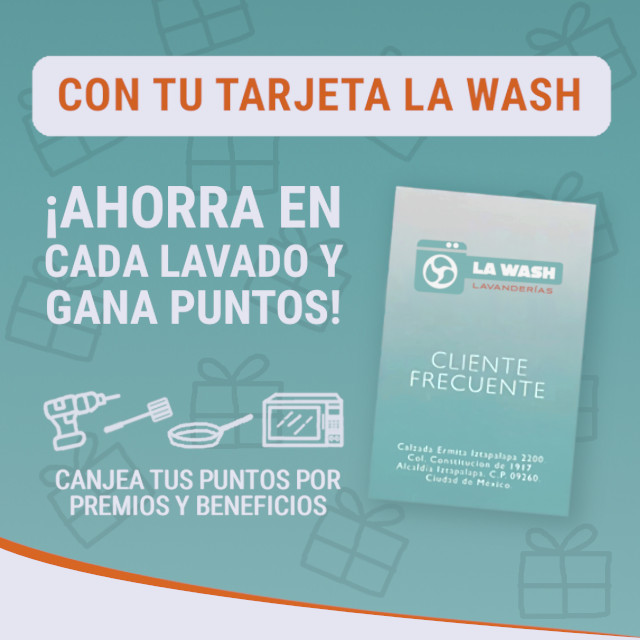 CON TU TARJETA LA WASH
¡AHORRA EN
CADA LAVADO Y
GANA PUNTOS!
CANJEA TUS PUNTOS POR
PREMIOS Y BENEFICIOS
LA WASH
LAVANDERÍAS
CLIENTE
FRECUENTE
Calzada Ermita Iztapalapa 2200.
Col. Constitucion de 1917.
Alcaldía Iztapalapa, C.P. 09260.
Ciudad de México.